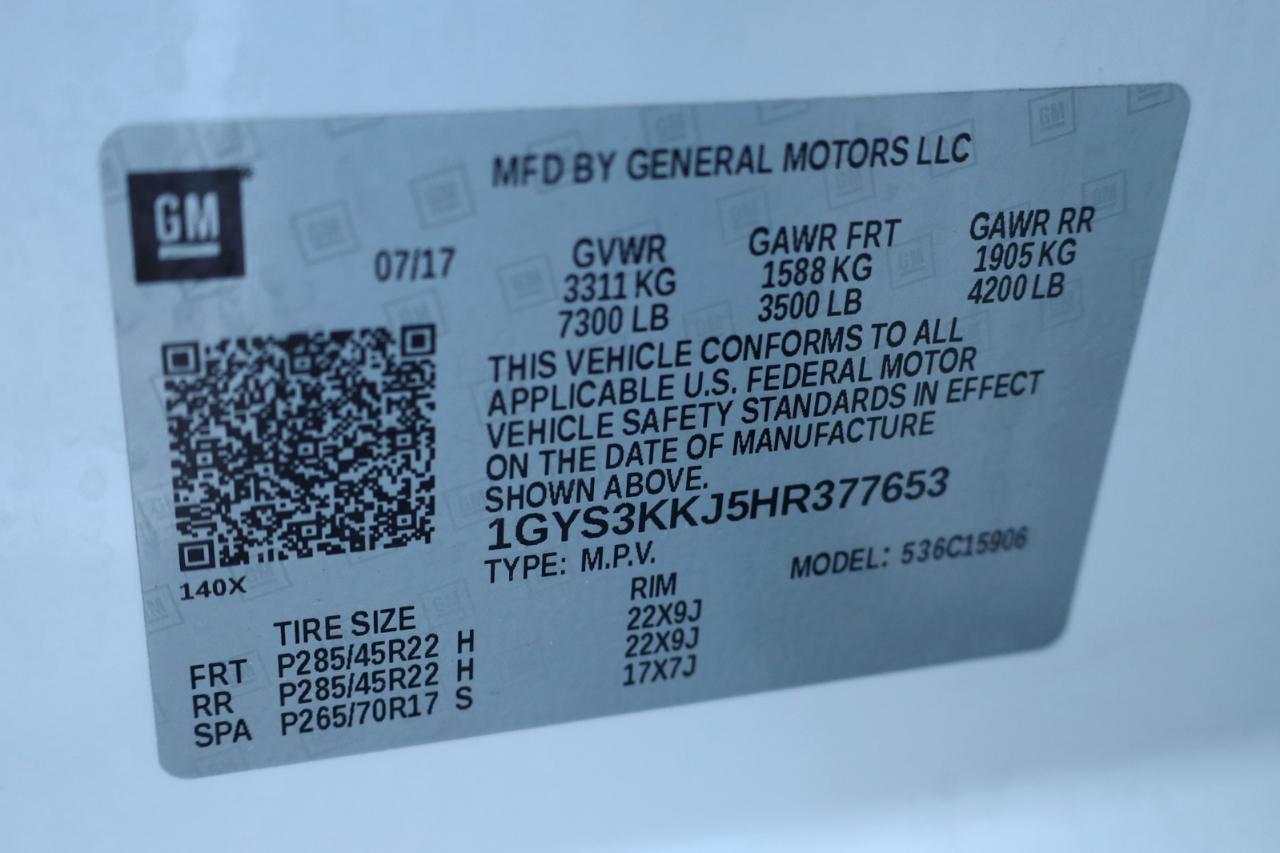 GM
MFD BY GENERAL MOTORS LLC
07/17
GVWR GAWR FRT GAWR RR
3311 KG 1588 KG 1905 KG
7300 LB 3500 LB 4200 LB
THIS VEHICLE CONFORMS TO ALL
APPLICABLE U.S. FEDERAL MOTOR
VEHICLE SAFETY STANDARDS IN EFFECT
ON THE DATE OF MANUFACTURE
SHOWN ABOVE.
1GYS3KKJ5HR377653
TYPE: M.P.V. MODEL: 536C15906
140X
TIRE SIZE RIM
FRT P285/45R22 H 22X9J
RR P285/45R22 H 22X9J
SPA P265/70R17 S 17X7J